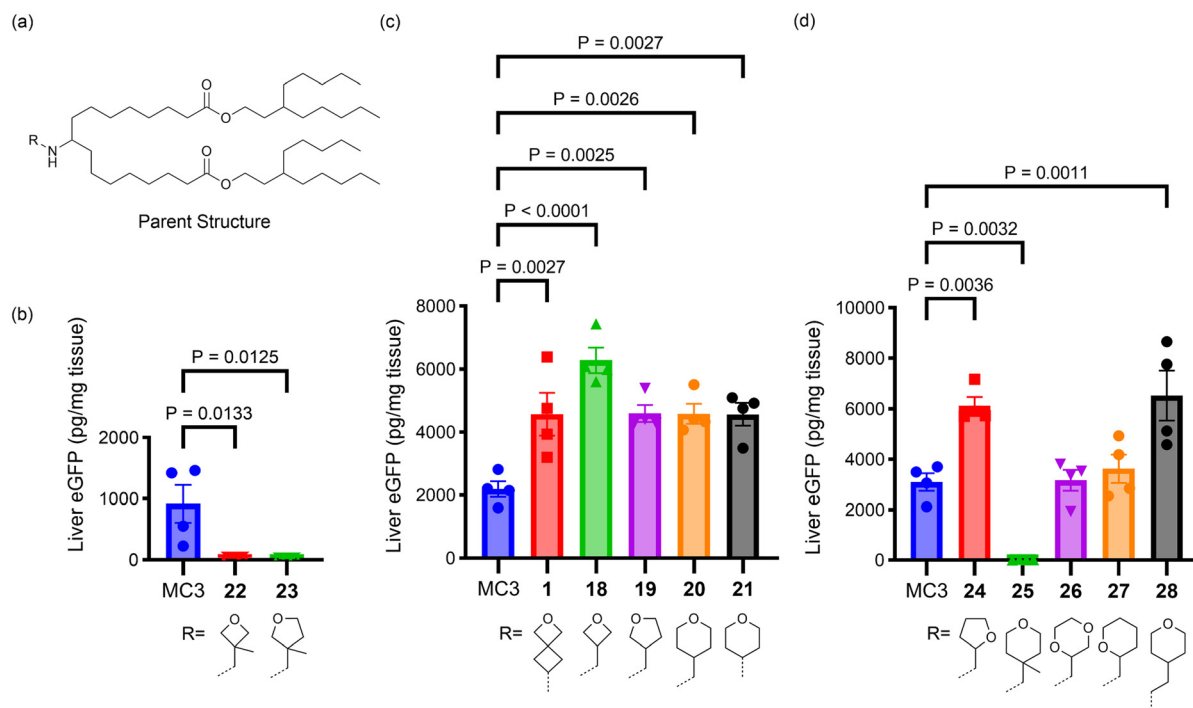 (a)
O
O
R
N
H
O
O
Parent Structure
(b)
P = 0.0125
P = 0.0133
Liver eGFP (pg/mg tissue)
2000
1000
0
MC3 22 23
R=
O
O
(c)
P = 0.0027
P = 0.0026
P = 0.0025
P < 0.0001
P = 0.0027
Liver eGFP (pg/mg tissue)
8000
6000
4000
2000
0
MC3 1 18 19 20 21
R=
O
O
O
O
O
(d)
P = 0.0011
P = 0.0032
P = 0.0036
Liver eGFP (pg/mg tissue)
10000
8000
6000
4000
2000
0
MC3 24 25 26 27 28
R=
O
O
O
O
O
O